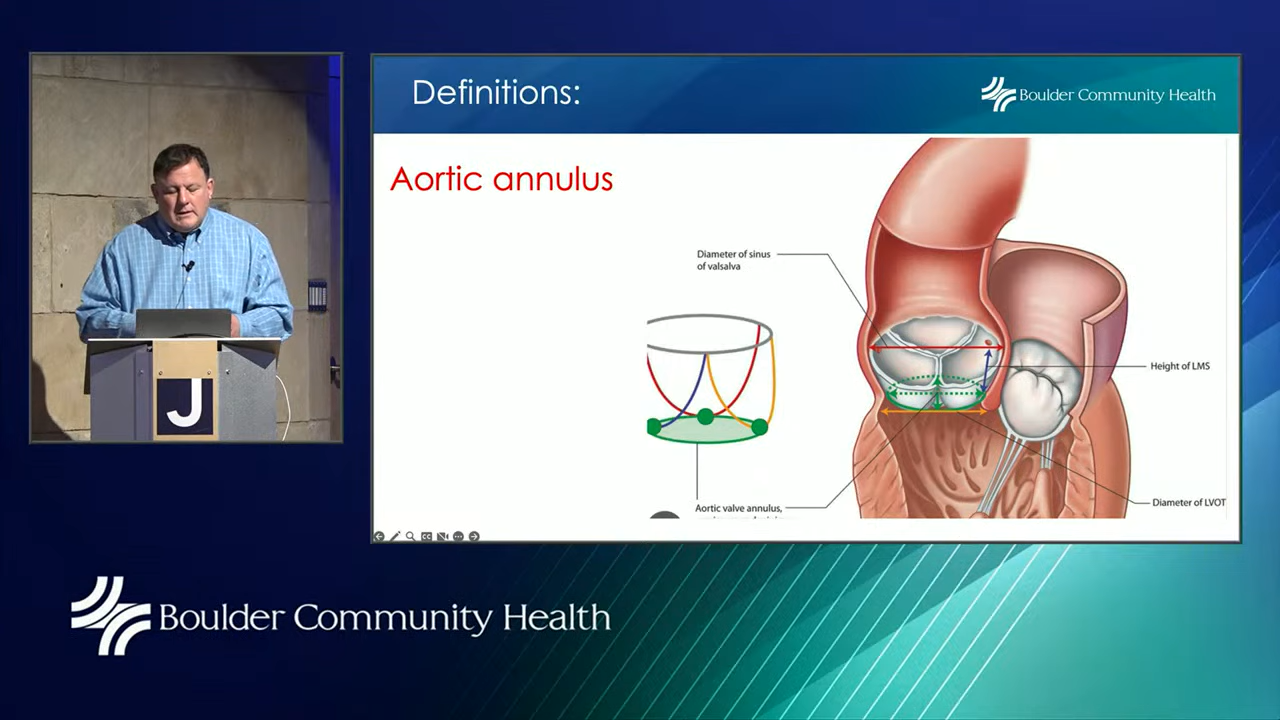 Definitions:
Boulder Community Health
Aortic annulus
Diameter of sinus
of valsalva
Height of LMS
Aortic valve annulus,
Diameter of LVOT
J
Boulder Community Health